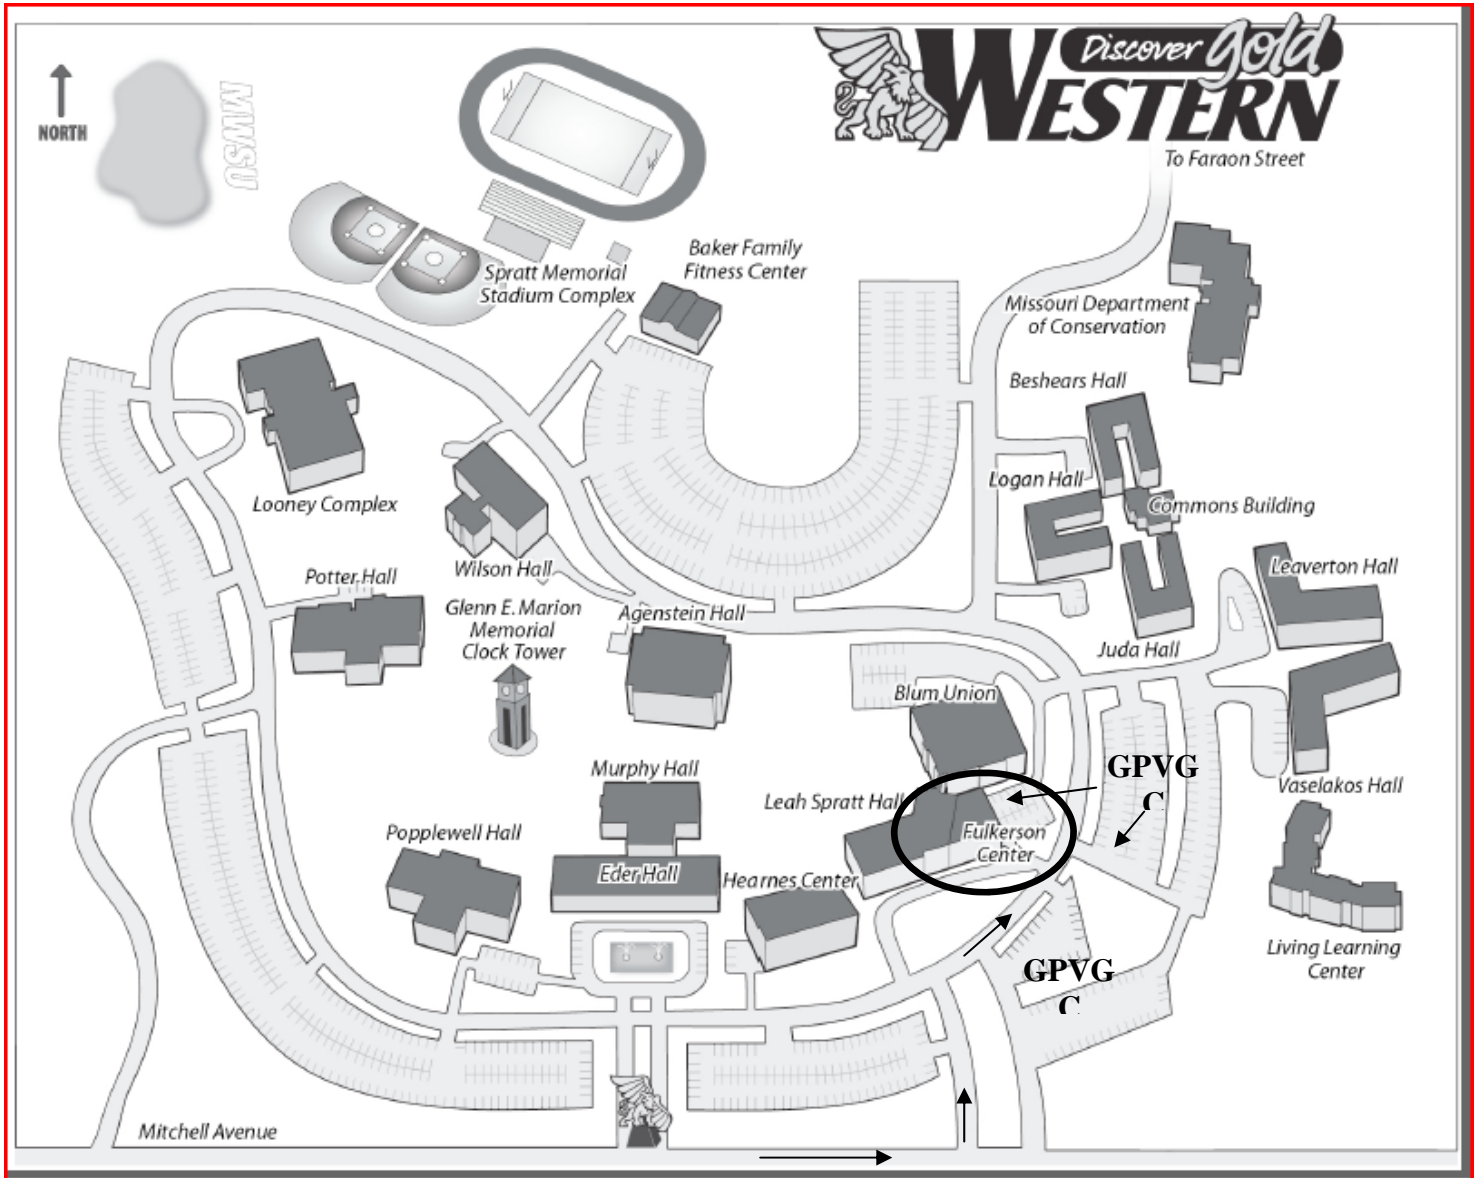 Discover gold
WESTERN
To Faraon Street
NORTH
MWSU
Baker Family
Fitness Center
Spratt Memorial
Stadium Complex
Missouri Department
of Conservation
Beshears Hall
Logan Hall
Commons Building
Looney Complex
Wilson Hall
Leaverton Hall
Potter Hall
Glenn E. Marion
Memorial
Clock Tower
Agenstein Hall
Juda Hall
Blum Union
GPVG
C
Murphy Hall
Leah Spratt Hall
Vaselakos Hall
Popplewell Hall
Fulkerson
Center
Eder Hall
Hearnes Center
Living Learning
Center
GPVG
C
Mitchell Avenue